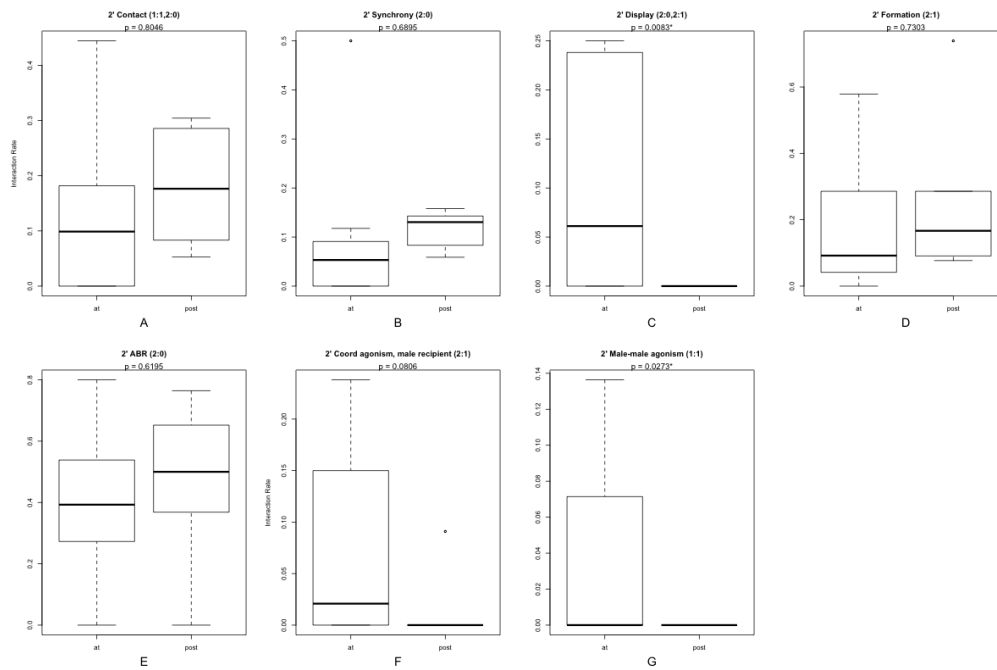 2' Contact (1:1,2:0)
p = 0.8046
Interaction Rate
0.4
0.3
0.2
0.1
0.0
at post
A
2' Synchrony (2:0)
p = 0.6895
0.5
0.4
0.3
0.2
0.1
0.0
at post
B
2' Display (2:0,2:1)
p = 0.0083*
0.25
0.20
0.15
0.10
0.05
0.00
at post
C
2' Formation (2:1)
p = 0.7303
0.6
0.4
0.2
0.0
at post
D
2' ABR (2:0)
p = 0.6195
0.8
0.6
0.4
0.2
0.0
at post
E
2' Coord agonism, male recipient (2:1)
p = 0.0806
Interaction Rate
0.20
0.15
0.10
0.05
0.00
at post
F
2' Male-male agonism (1:1)
p = 0.0273*
0.14
0.12
0.10
0.08
0.06
0.04
0.02
0.00
at post
G